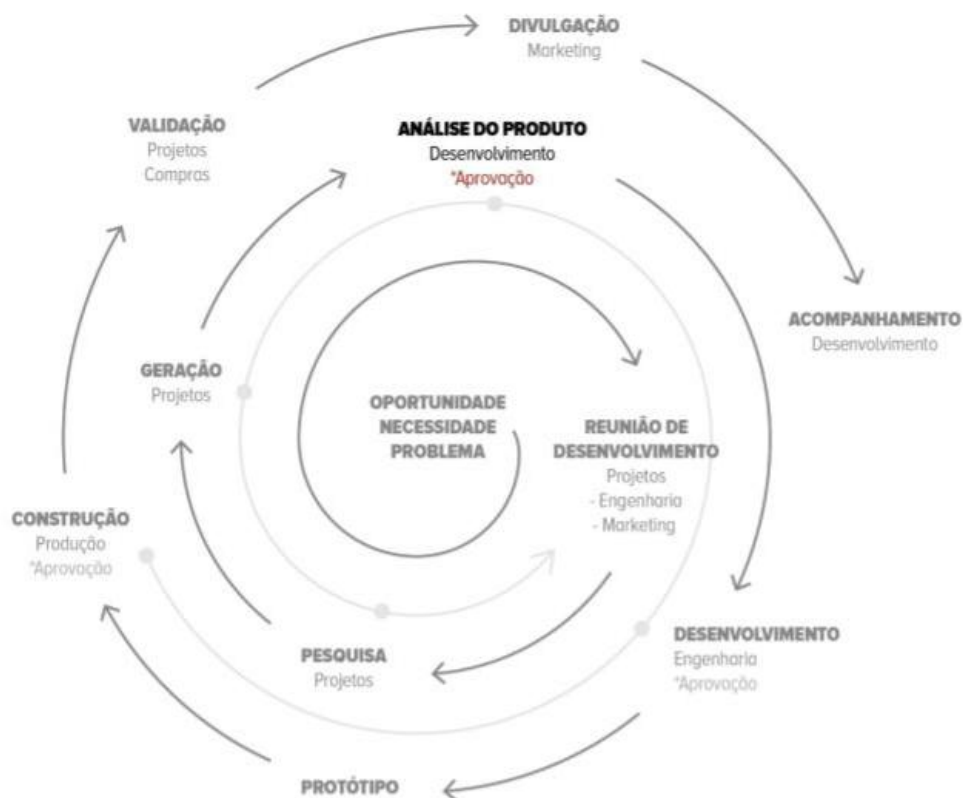 DIVULGAÇÃO
Marketing
VALIDAÇÃO
Projetos
Compras
ANÁLISE DO PRODUTO
Desenvolvimento
*Aprovação
ACOMPANHAMENTO
Desenvolvimento
GERAÇÃO
Projetos
OPORTUNIDADE
NECESSIDADE
PROBLEMA
REUNIÃO DE
DESENVOLVIMENTO
Projetos
- Engenharia
- Marketing
CONSTRUÇÃO
Produção
*Aprovação
PESQUISA
Projetos
DESENVOLVIMENTO
Engenharia
*Aprovação
PROTÓTIPO